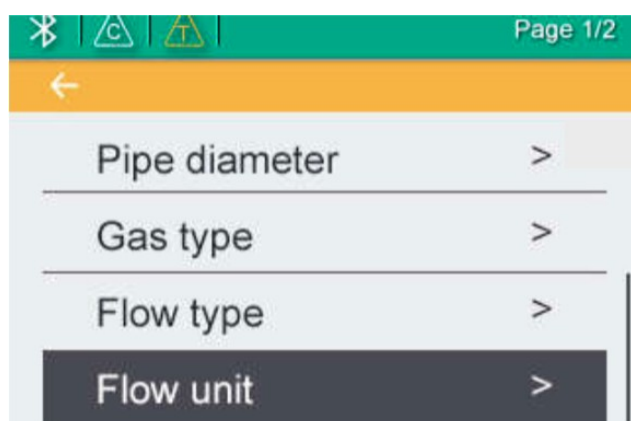 C T Page 1/2
Pipe diameter >
Gas type >
Flow type >
Flow unit >